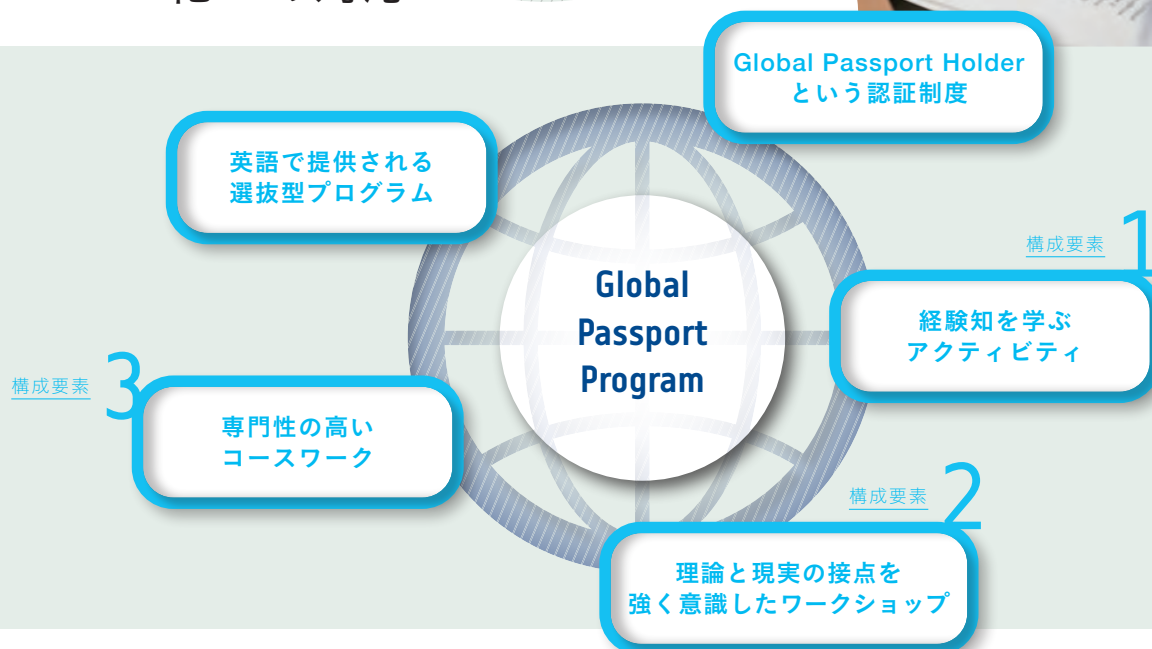 Global Passport Holder
という認証制度
英語で提供される
選抜型プログラム
Global
Passport
Program
構成要素 1
経験知を学ぶ
アクティビティ
構成要素 3
専門性の高い
コースワーク
構成要素 2
理論と現実の接点を
強く意識したワークショップ